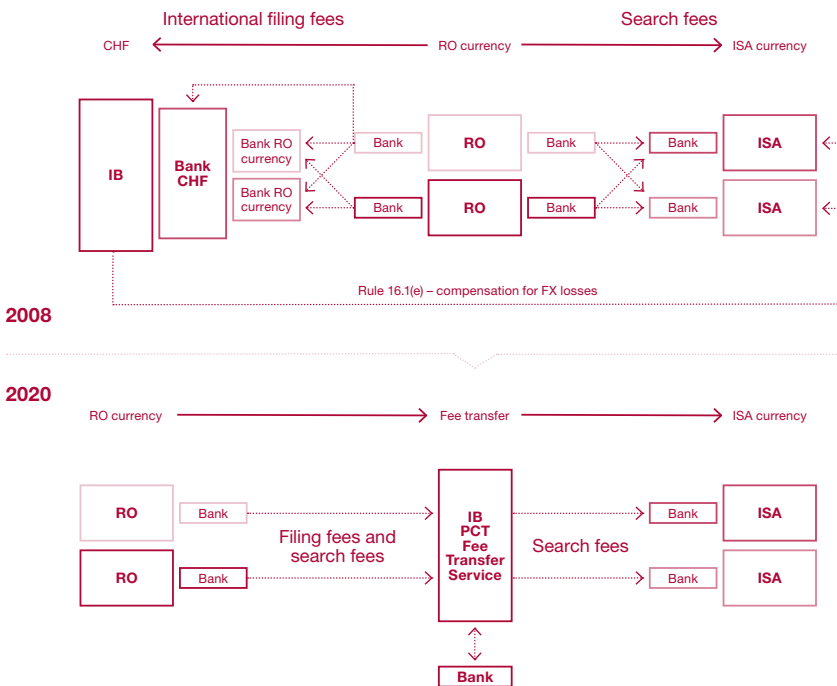 International filing fees
Search fees
CHF
RO currency
ISA currency
IB
Bank
CHF
Bank RO
currency
Bank RO
currency
Bank
RO
Bank
Bank
ISA
Bank
RO
Bank
Bank
ISA
Rule 16.1(e) – compensation for FX losses
2008
2020
RO currency
Fee transfer
ISA currency
RO
Bank
RO
Bank
Filing fees and
search fees
IB
PCT
Fee
Transfer
Service
Search fees
Bank
ISA
Bank
ISA
Bank